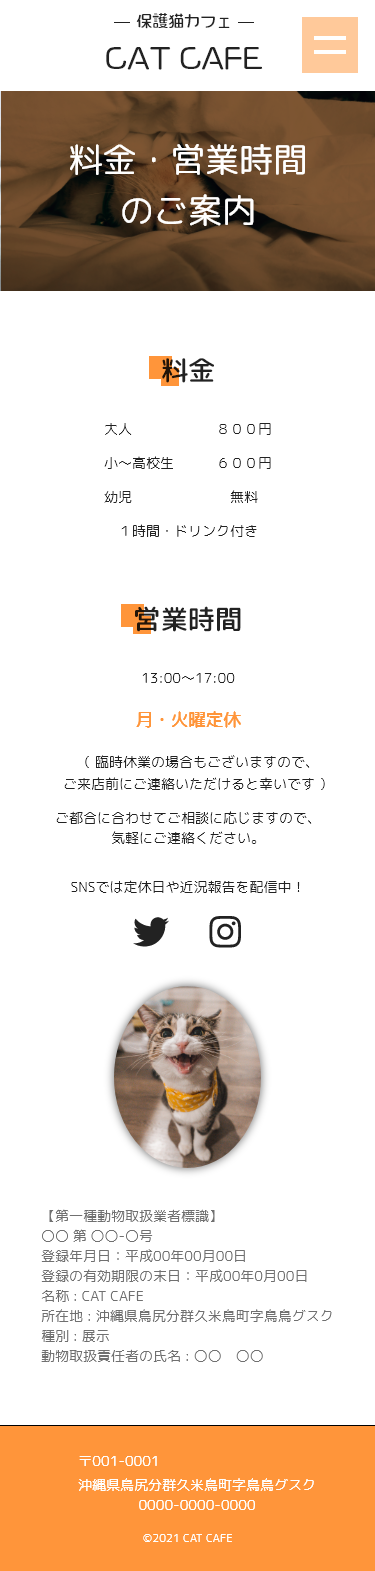 ― 保護猫カフェ ―
CAT CAFE
料金・営業時間
のご案内
料金
大人 ８００円
小〜高校生 ６００円
幼児 無料
１時間・ドリンク付き
営業時間
13:00〜17:00
月・火曜定休
（ 臨時休業の場合もございますので、
ご来店前にご連絡いただけると幸いです ）
ご都合に合わせてご相談に応じますので、
気軽にご連絡ください。
SNSでは定休日や近況報告を配信中！
【第一種動物取扱業者標識】
〇〇 第 〇〇-〇号
登録年月日：平成00年00月00日
登録の有効期限の末日：平成00年0月00日
名称 : CAT CAFE
所在地 : 沖縄県島尻分群久米島町字鳥島グスク
種別 : 展示
動物取扱責任者の氏名 : 〇〇　〇〇
〒001-0001
沖縄県島尻分群久米島町字鳥島グスク
0000-0000-0000
©2021 CAT CAFE